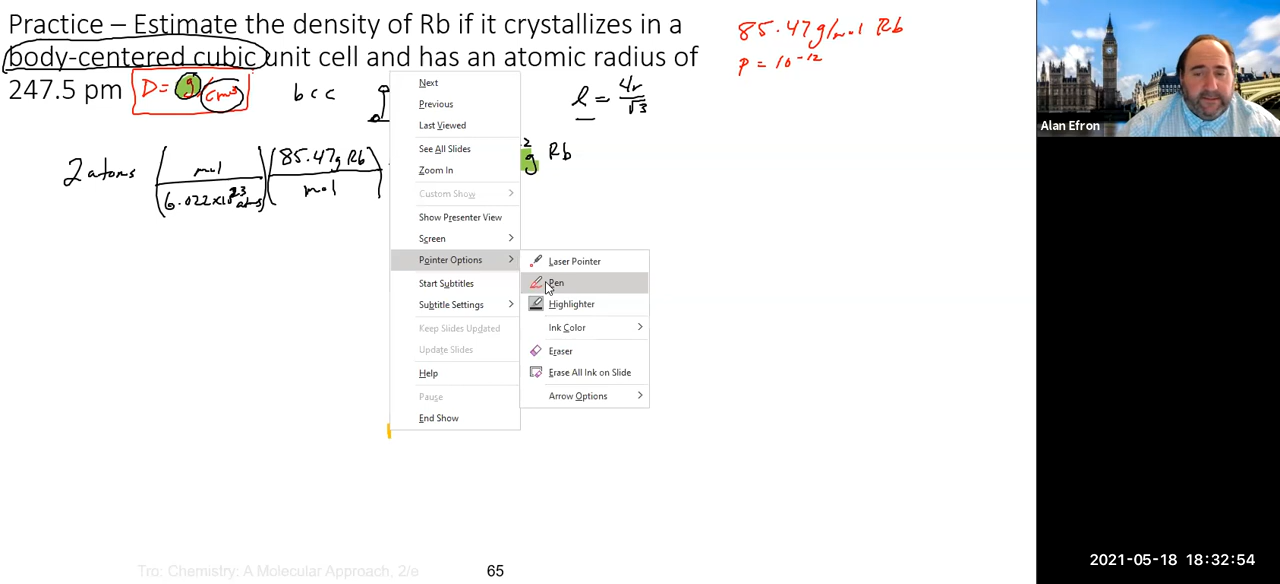 Practice – Estimate the density of Rb if it crystallizes in a
body-centered cubic unit cell and has an atomic radius of
247.5 pm
D = g/cm³
bcc
l = 4r/√3
85.47 g/mol Rb
p = 10⁻¹²
2 atoms (mol / 6.022×10²³ atoms) (85.47g Rb / mol)
2
g Rb
Next
Previous
Last Viewed
See All Slides
Zoom In
Custom Show
Show Presenter View
Screen
Pointer Options
Start Subtitles
Subtitle Settings
Keep Slides Updated
Update Slides
Help
Pause
End Show
Laser Pointer
Pen
Highlighter
Ink Color
Eraser
Erase All Ink on Slide
Arrow Options
Tro: Chemistry: A Molecular Approach, 2/e
65
Alan Efron
2021-05-18 18:32:54